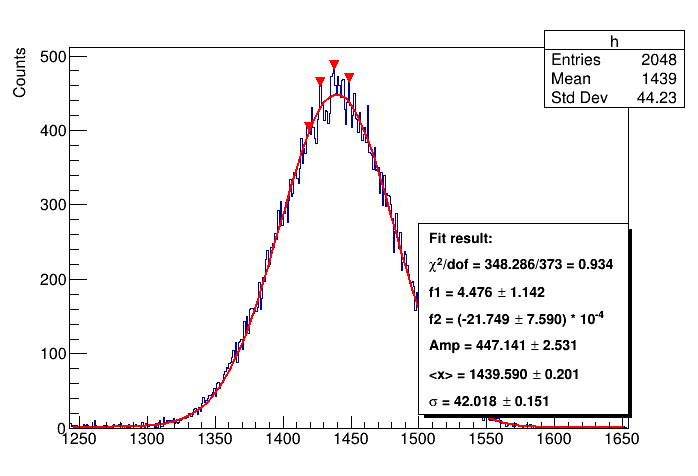 h
Entries 2048
Mean 1439
Std Dev 44.23
Counts
500
400
300
200
100
0
Fit result:
χ²/dof = 348.286/373 = 0.934
f1 = 4.476 ± 1.142
f2 = (-21.749 ± 7.590) * 10⁻⁴
Amp = 447.141 ± 2.531
<x> = 1439.590 ± 0.201
σ = 42.018 ± 0.151
1250 1300 1350 1400 1450 1500 1550 1600 1650